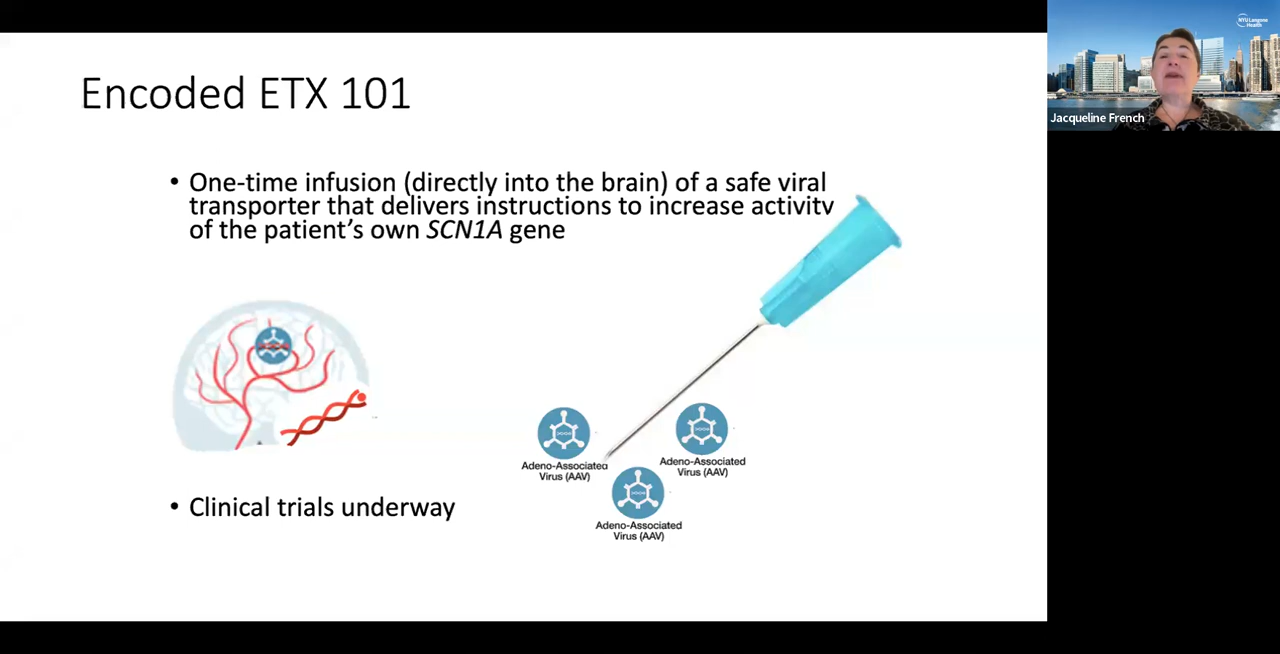 Encoded ETX 101
• One-time infusion (directly into the brain) of a safe viral
transporter that delivers instructions to increase activity
of the patient's own SCN1A gene
Adeno-Associated
Virus (AAV)
Adeno-Associated
Virus (AAV)
Adeno-Associated
Virus (AAV)
• Clinical trials underway
NYU Langone
Health
Jacqueline French